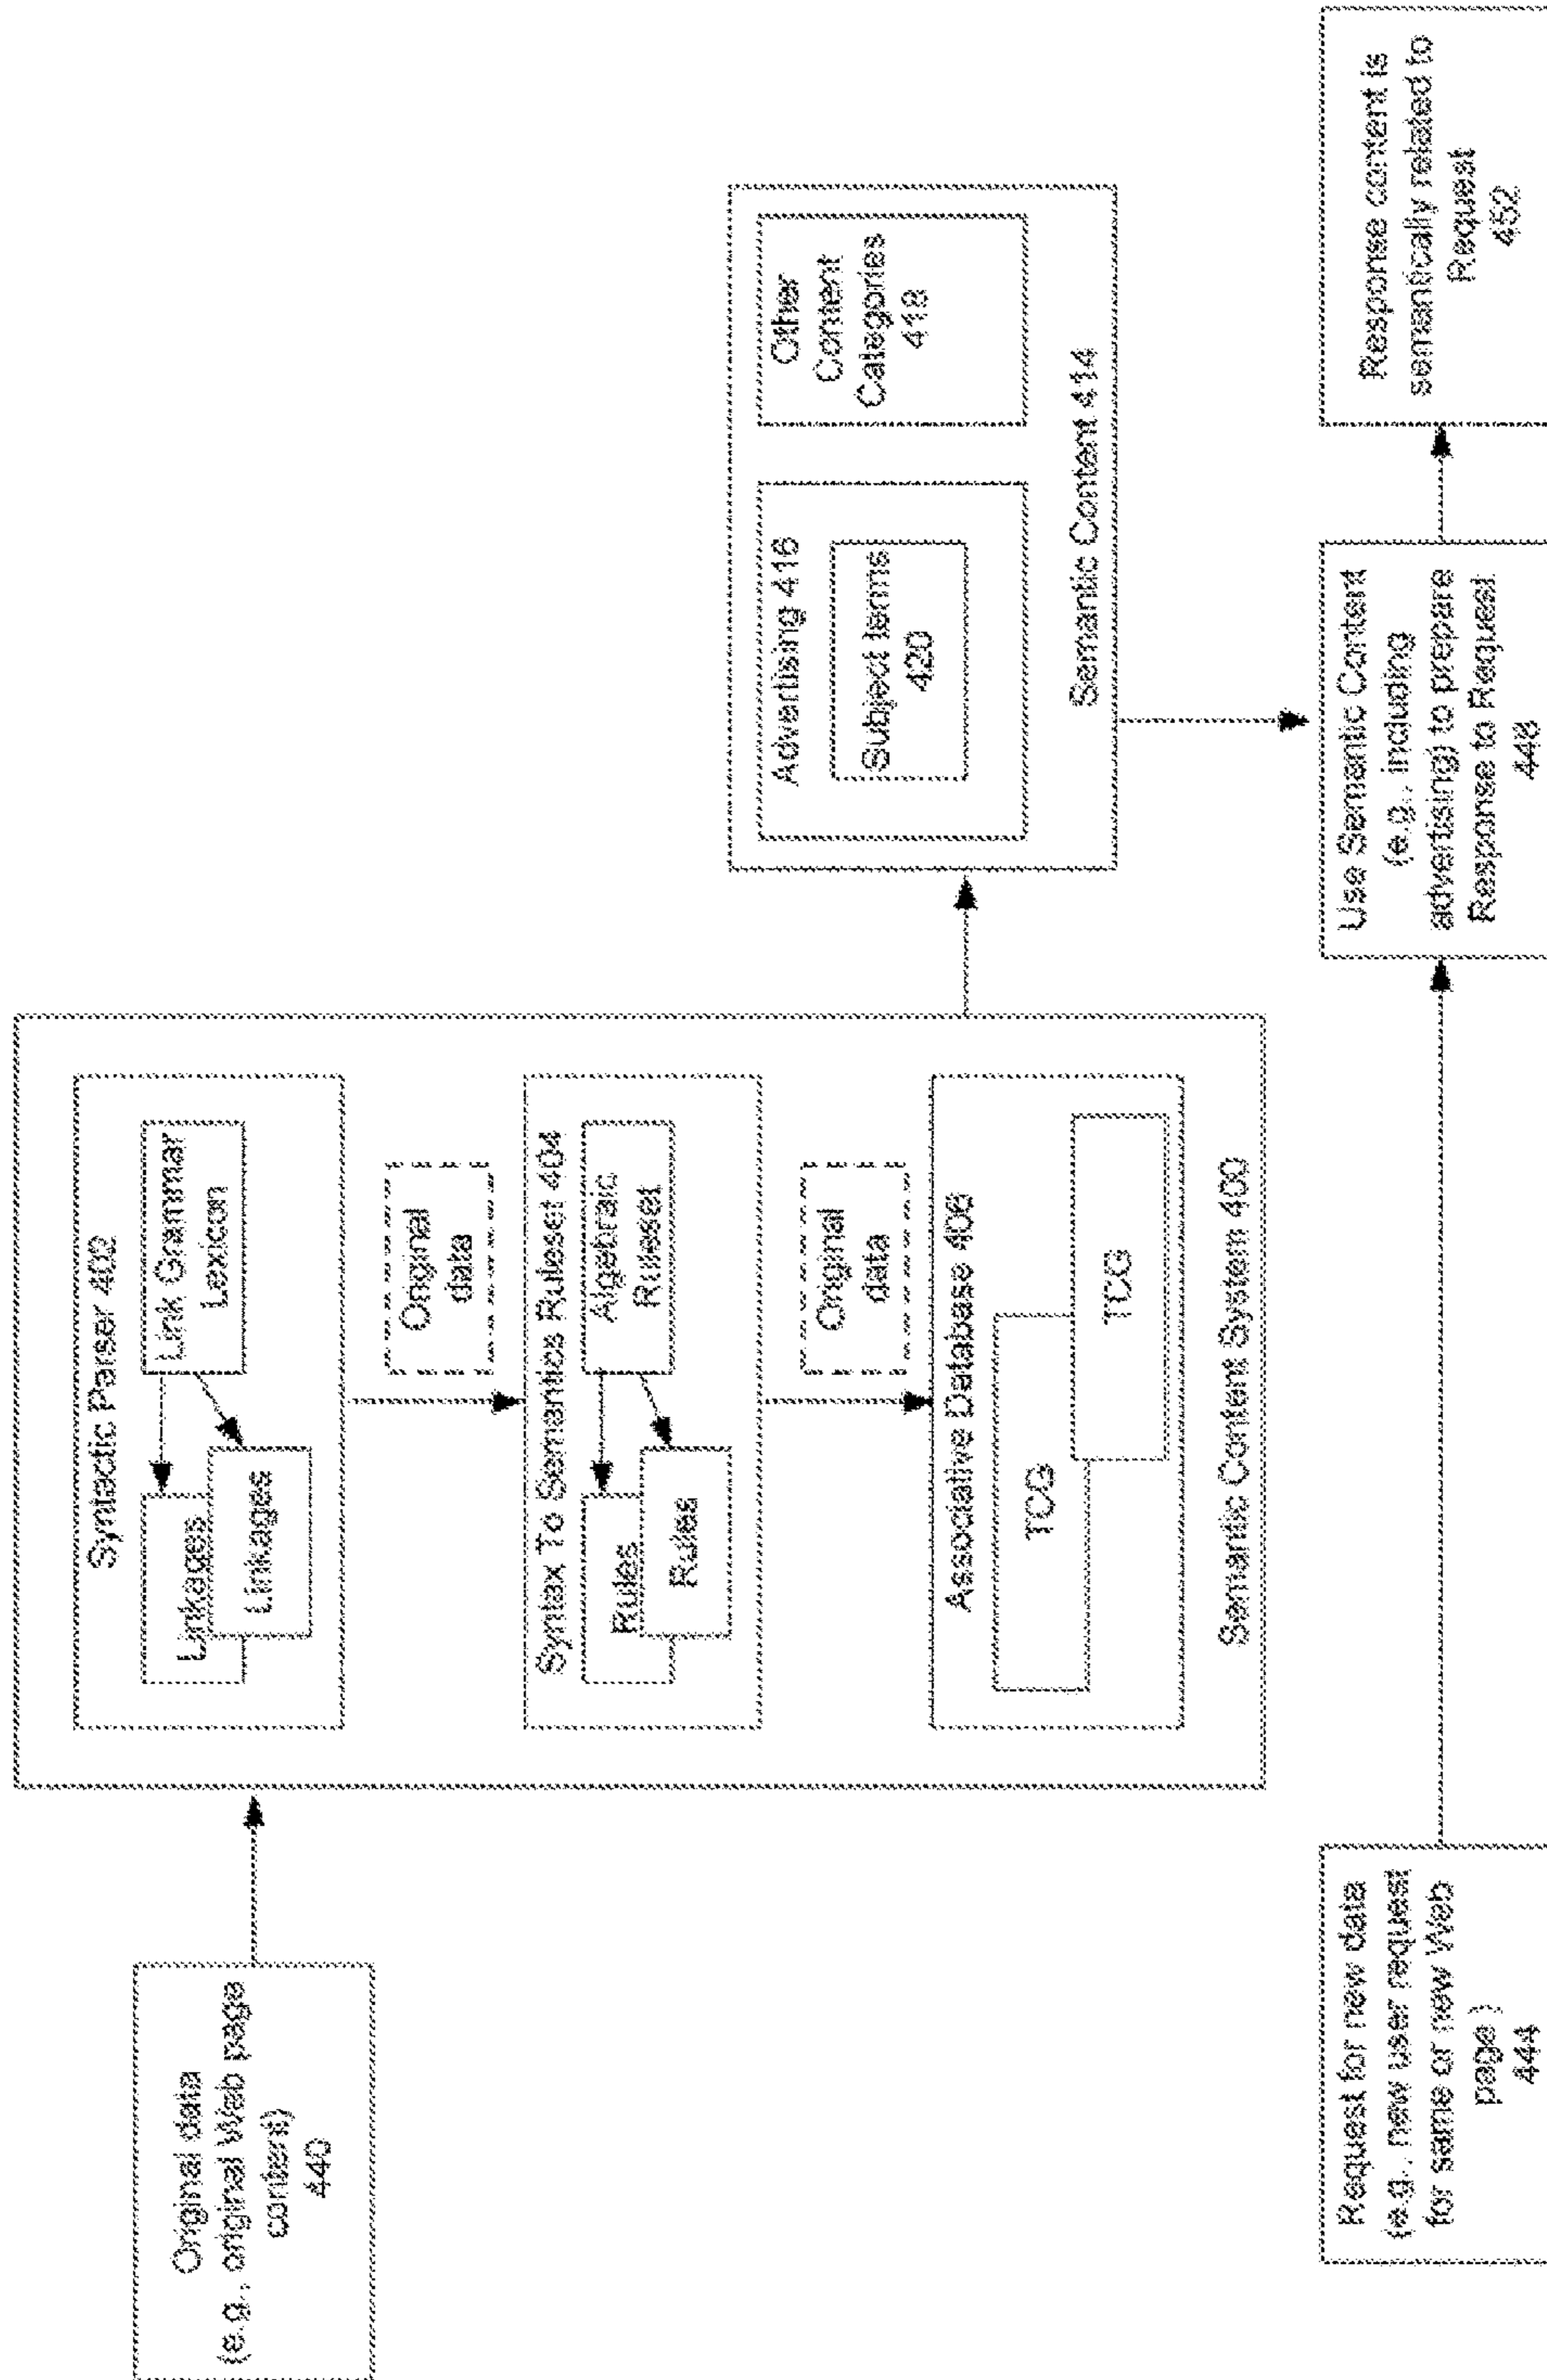 Original data
(e.g., original Web page
content)
440
Syntactic Parser 402
Linkages
Linkages
Link Grammar
Lexicon
Original
data
Syntax To Semantics Ruleset 404
Rules
Rules
Algebraic
Ruleset
Original
data
Associative Database 406
TCG
TCG
Semantic Content System 400
Advertising 416
Subject terms
420
Other
Content
Categories
418
Semantic Content 414
Request for new data
(e.g., new user request
for same or new Web
page )
444
Use Semantic Content
(e.g., including
advertising) to prepare
Response to Request
448
Response content is
semantically related to
Request
452